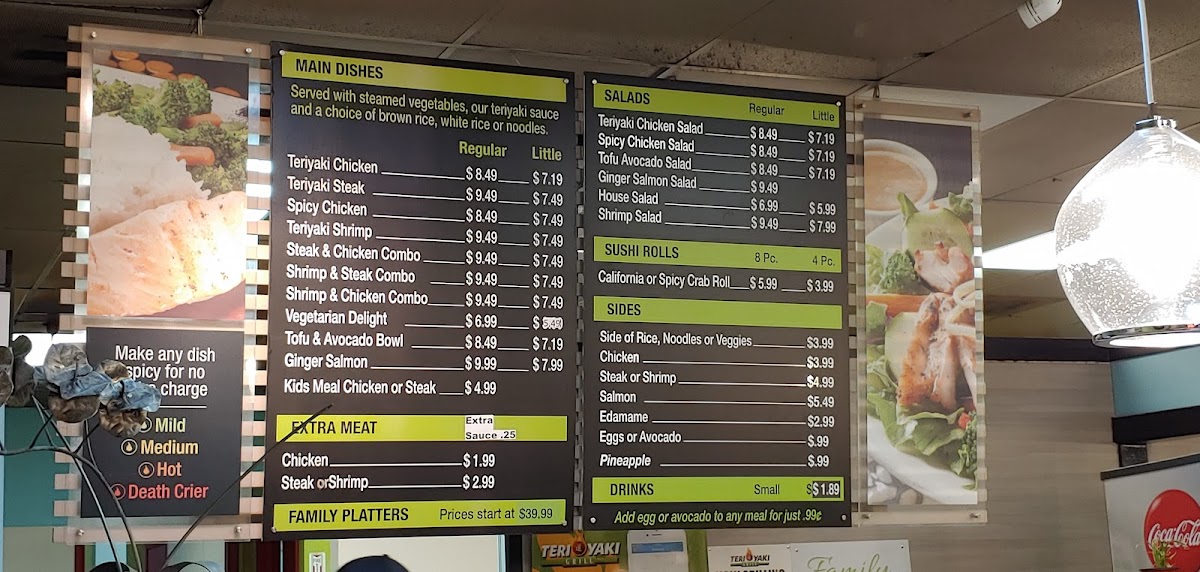 Make any dish
spicy for no
charge
Mild
Medium
Hot
Death Crier
MAIN DISHES
Served with steamed vegetables, our teriyaki sauce
and a choice of brown rice, white rice or noodles.
Regular Little
Teriyaki Chicken $8.49 $7.19
Teriyaki Steak $9.49 $7.49
Spicy Chicken $8.49 $7.49
Teriyaki Shrimp $9.49 $7.49
Steak & Chicken Combo $9.49 $7.49
Shrimp & Steak Combo $9.49 $7.49
Shrimp & Chicken Combo $9.49 $7.49
Vegetarian Delight $6.99 $5.49
Tofu & Avocado Bowl $8.49 $7.19
Ginger Salmon $9.99 $7.99
Kids Meal Chicken or Steak $4.99
EXTRA MEAT Extra
Sauce .25
Chicken $1.99
Steak or Shrimp $2.99
FAMILY PLATTERS Prices start at $39.99
SALADS Regular Little
Teriyaki Chicken Salad $8.49 $7.19
Spicy Chicken Salad $8.49 $7.19
Tofu Avocado Salad $8.49 $7.19
Ginger Salmon Salad $9.49
House Salad $6.99 $5.99
Shrimp Salad $9.49 $7.99
SUSHI ROLLS 8 Pc. 4 Pc.
California or Spicy Crab Roll $5.99 $3.99
SIDES
Side of Rice, Noodles or Veggies $3.99
Chicken $3.99
Steak or Shrimp $4.99
Salmon $5.49
Edamame $2.99
Eggs or Avocado $.99
Pineapple $.99
DRINKS Small $$1.89
Add egg or avocado to any meal for just .99¢
TERIYAKI
GRILL
TERIYAKI
Family
Coca-Cola